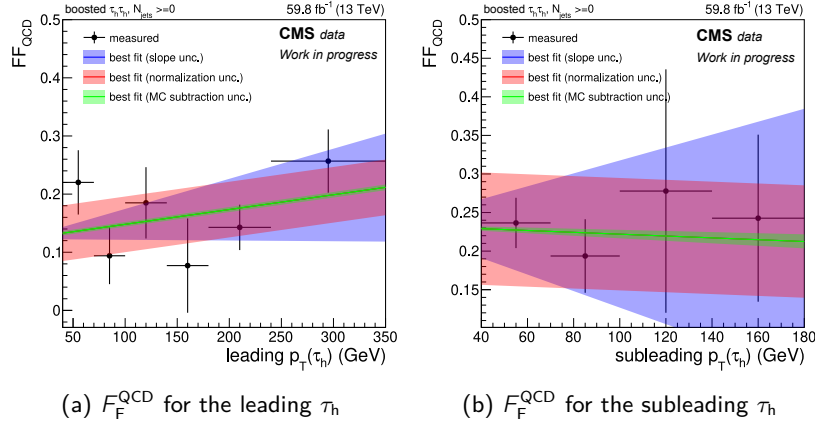 boosted τhτh, Njets >=0 59.8 fb-1 (13 TeV)
FFQCD
0.5
0.4
0.3
0.2
0.1
0
measured
best fit (slope unc.)
best fit (normalization unc.)
best fit (MC subtraction unc.)
CMS data
Work in progress
50 100 150 200 250 300 350
leading pT(τh) (GeV)
(a) FFQCD for the leading τh
boosted τhτh, Njets >=0 59.8 fb-1 (13 TeV)
FFQCD
0.5
0.45
0.4
0.35
0.3
0.25
0.2
0.15
measured
best fit (slope unc.)
best fit (normalization unc.)
best fit (MC subtraction unc.)
CMS data
Work in progress
40 60 80 100 120 140 160 180
subleading pT(τh) (GeV)
(b) FFQCD for the subleading τh